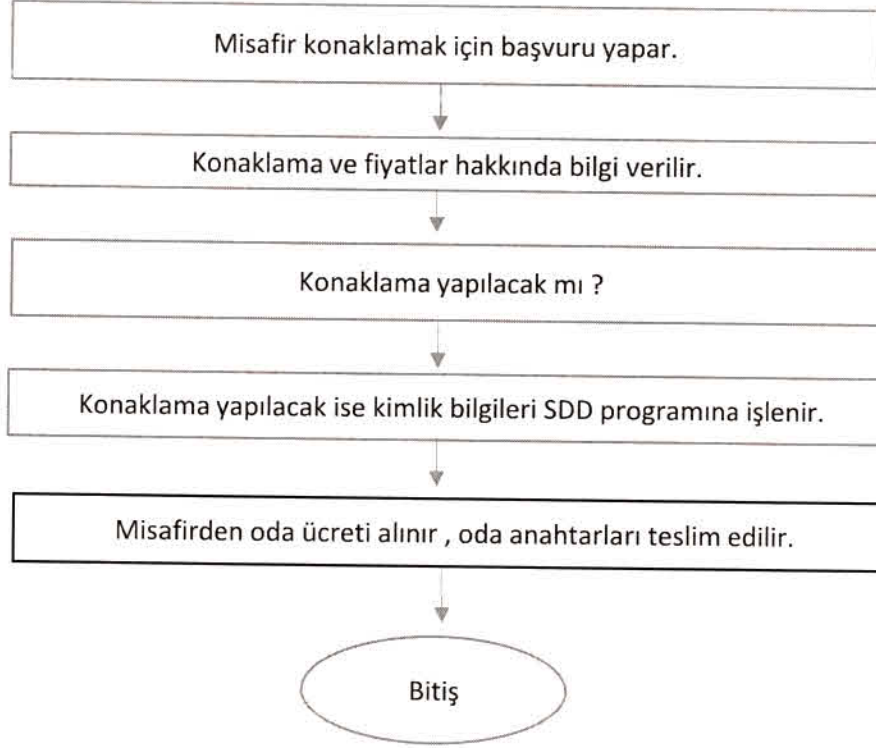 Misafir konaklamak için başvuru yapar.
Konaklama ve fiyatlar hakkında bilgi verilir.
Konaklama yapılacak mı ?
Konaklama yapılacak ise kimlik bilgileri SDD programına işlenir.
Misafirden oda ücreti alınır , oda anahtarları teslim edilir.
Bitiş